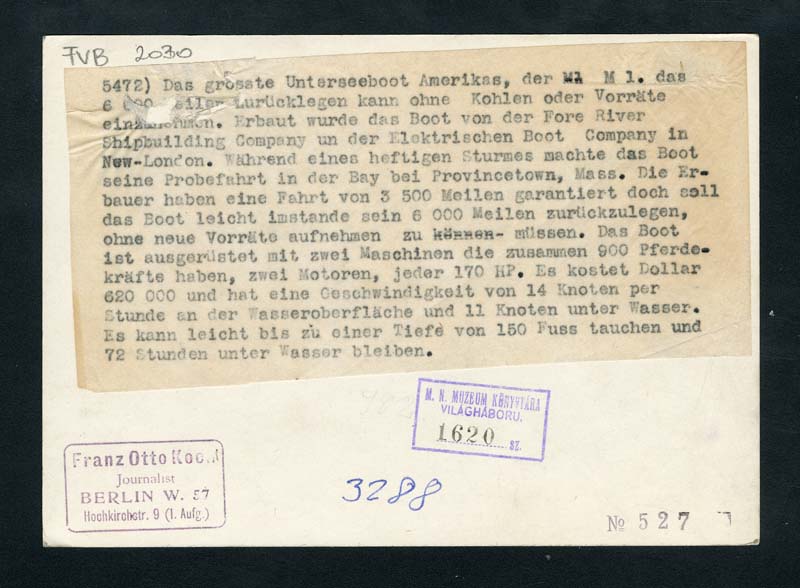 FVB 2030
5472) Das grösste Unterseeboot Amerikas, der M1 M 1. das
6 000 Meilen zurücklegen kann ohne Kohlen oder Vorräte
einzunehmen. Erbaut wurde das Boot von der Fore River
Shipbuilding Company un der Elektrischen Boot Company in
New-London. Während eines heftigen Sturmes machte das Boot
seine Probefahrt in der Bay bei Provincetown, Mass. Die Er-
bauer haben eine Fahrt von 3 500 Meilen garantiert doch soll
das Boot leicht imstande sein 6 000 Meilen zurückzulegen,
ohne neue Vorräte aufnehmen zu können- müssen. Das Boot
ist ausgerüstet mit zwei Maschinen die zusammen 900 Pferde-
kräfte haben, zwei Motoren, jeder 170 HP. Es kostet Dollar
620 000 und hat eine Geschwindigkeit von 14 Knoten per
Stunde an der Wasseroberfläche und 11 Knoten unter Wasser.
Es kann leicht bis zu einer Tiefe von 150 Fuss tauchen und
72 Stunden unter Wasser bleiben.
M. N. MUZEUM KÖNYVTÁRA
VILÁGHÁBORU.
1620 SZ.
Franz Otto Koch
Journalist
BERLIN W. 57
Hochkirchstr. 9 (I. Aufg.)
3288
№ 527